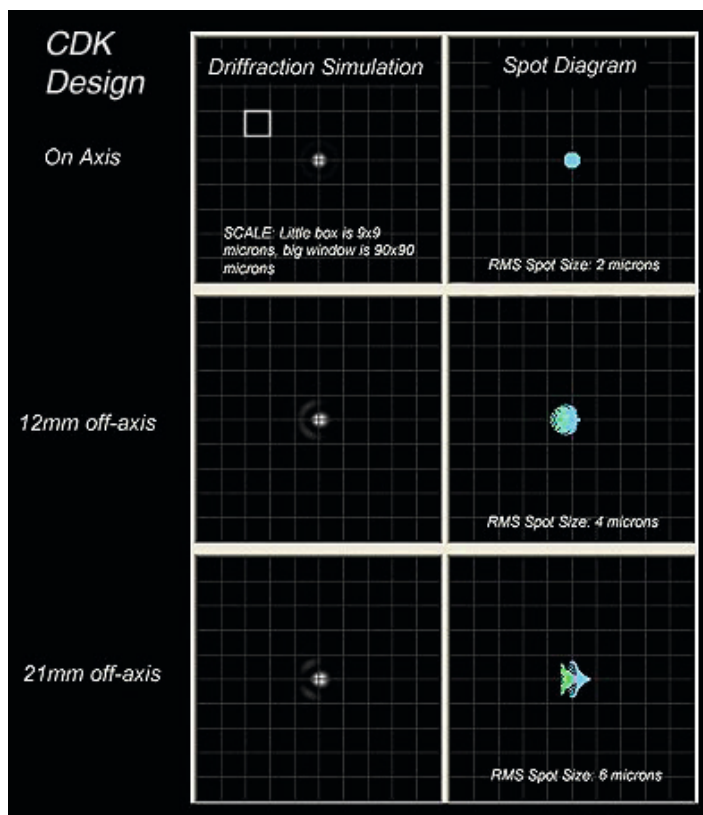 CDK
Design
Driffraction Simulation
Spot Diagram
On Axis
SCALE: Little box is 9x9
microns, big window is 90x90
microns
RMS Spot Size: 2 microns
12mm off-axis
RMS Spot Size: 4 microns
21mm off-axis
RMS Spot Size: 6 microns